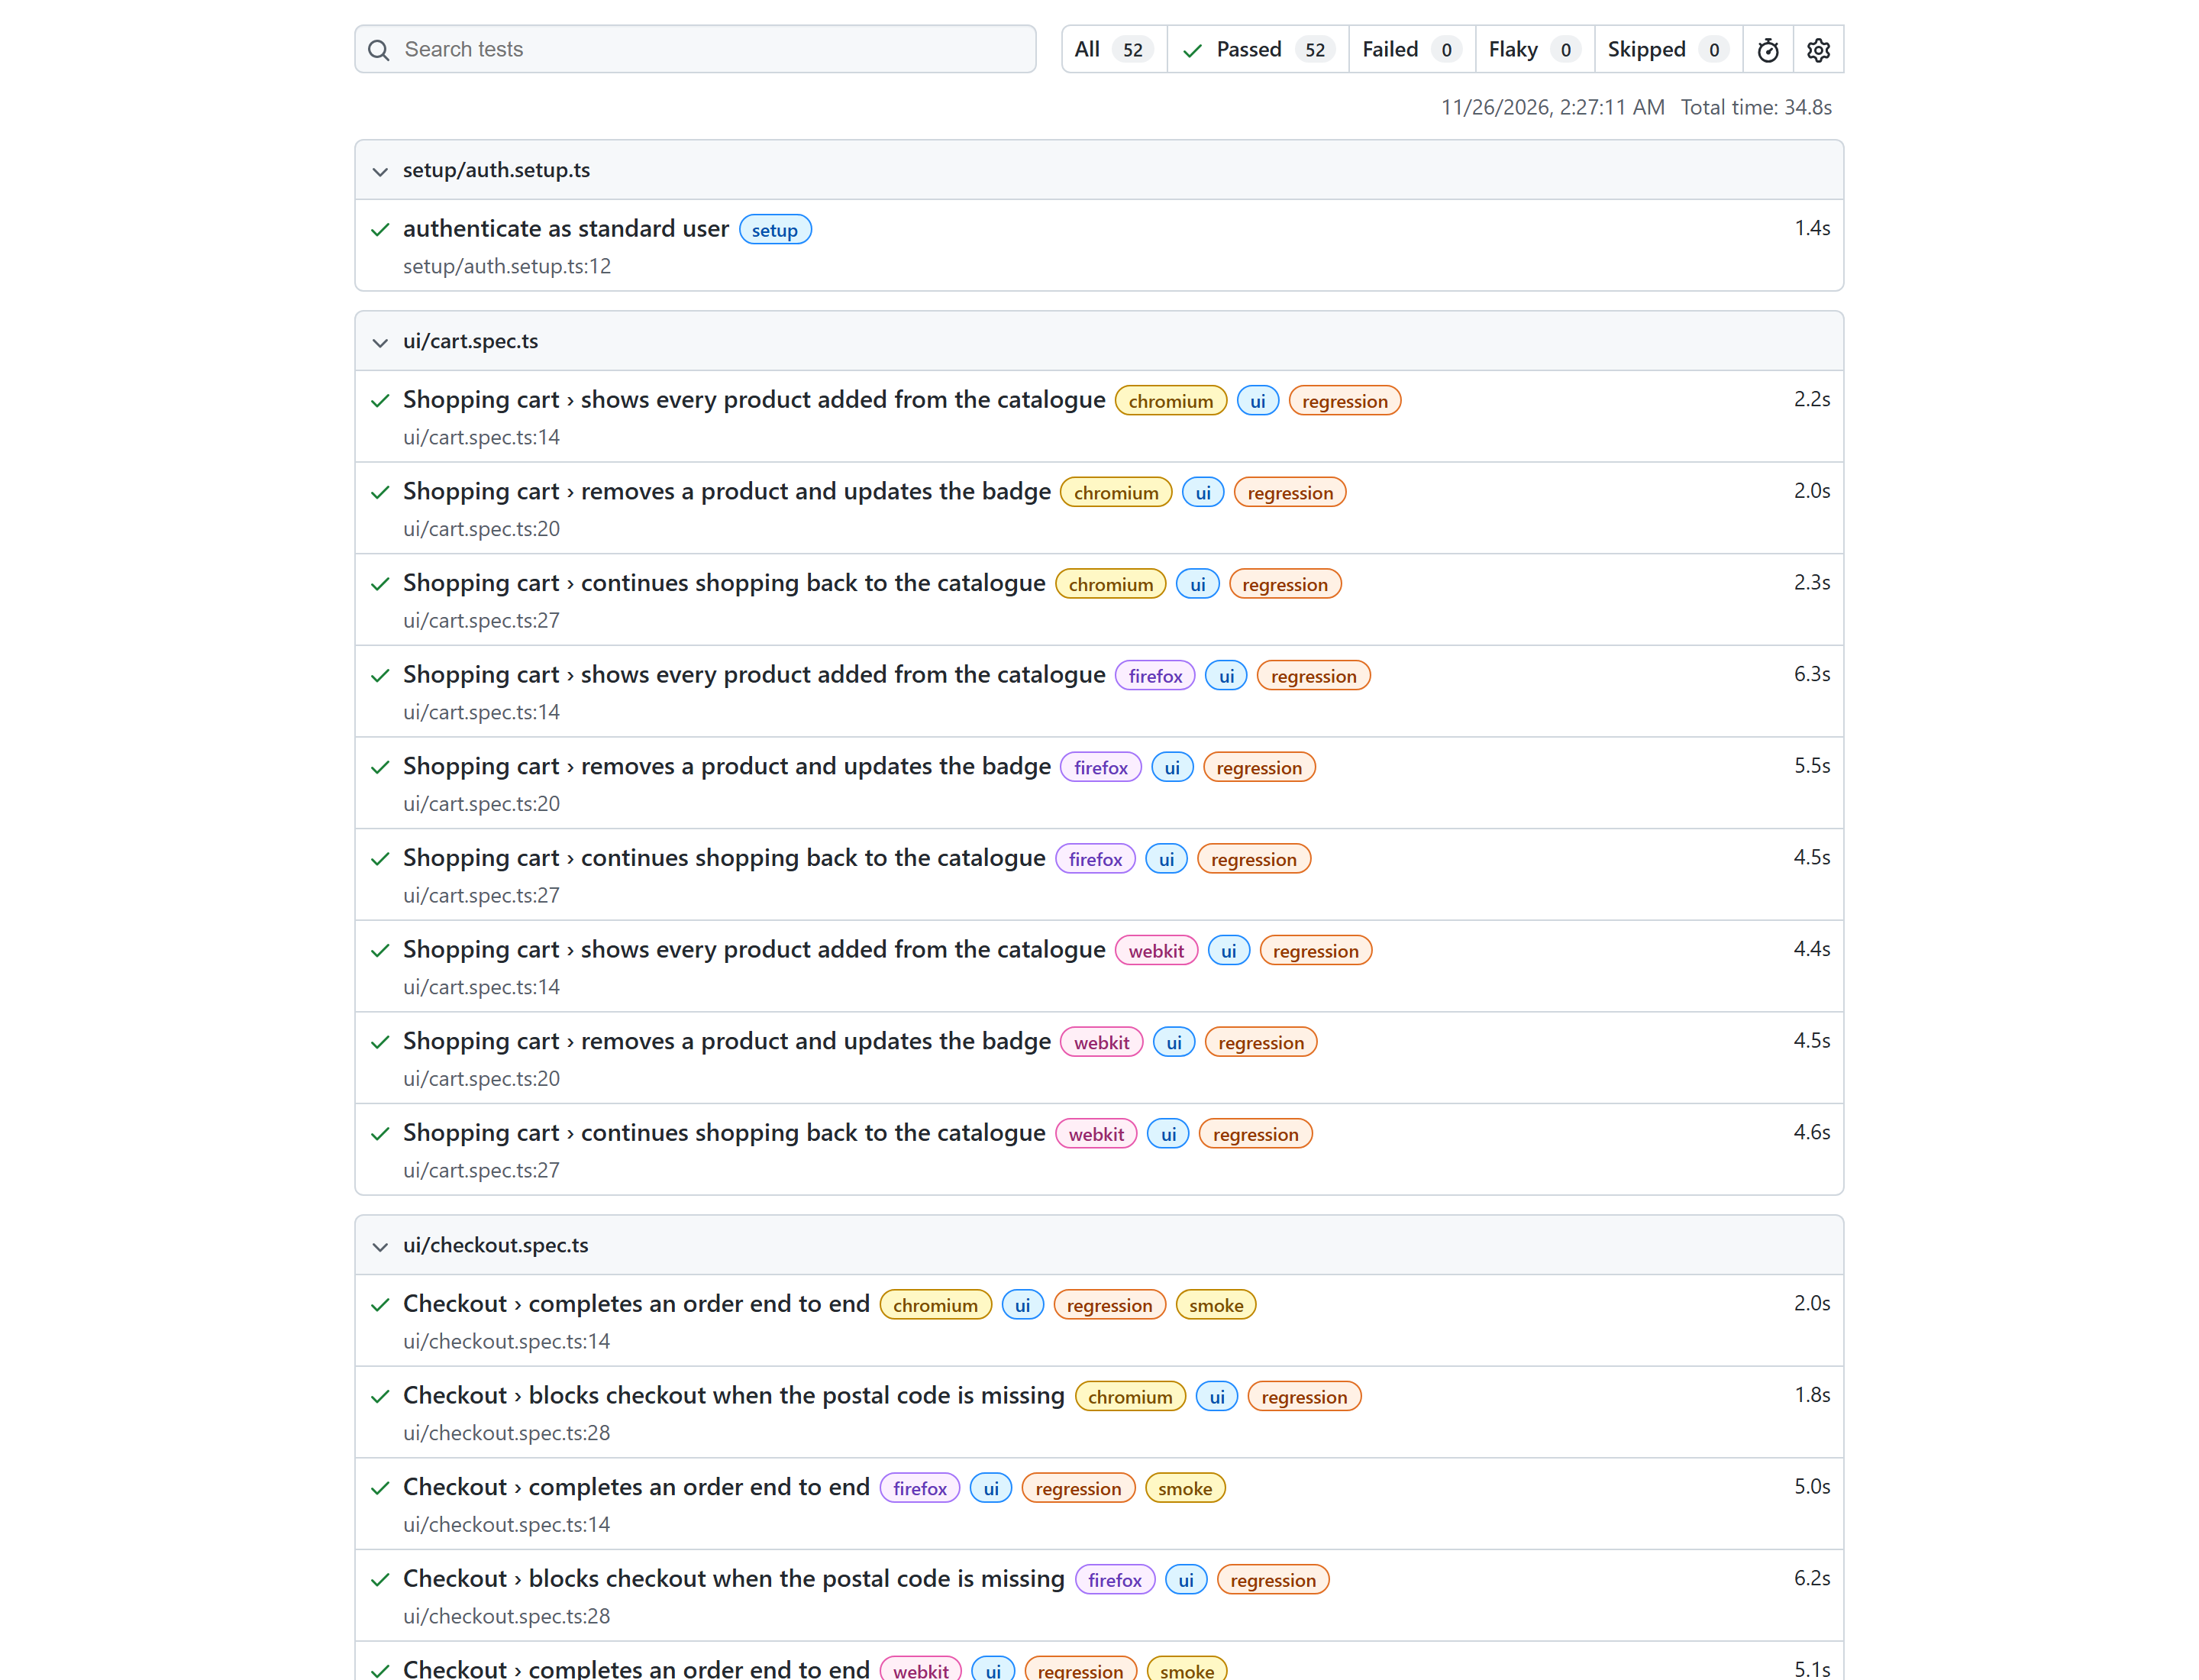 Search tests
All 52 Passed 52 Failed 0 Flaky 0 Skipped 0
11/26/2026, 2:27:11 AM Total time: 34.8s
setup/auth.setup.ts
authenticate as standard user setup 1.4s
setup/auth.setup.ts:12
ui/cart.spec.ts
Shopping cart › shows every product added from the catalogue chromium ui regression 2.2s
ui/cart.spec.ts:14
Shopping cart › removes a product and updates the badge chromium ui regression 2.0s
ui/cart.spec.ts:20
Shopping cart › continues shopping back to the catalogue chromium ui regression 2.3s
ui/cart.spec.ts:27
Shopping cart › shows every product added from the catalogue firefox ui regression 6.3s
ui/cart.spec.ts:14
Shopping cart › removes a product and updates the badge firefox ui regression 5.5s
ui/cart.spec.ts:20
Shopping cart › continues shopping back to the catalogue firefox ui regression 4.5s
ui/cart.spec.ts:27
Shopping cart › shows every product added from the catalogue webkit ui regression 4.4s
ui/cart.spec.ts:14
Shopping cart › removes a product and updates the badge webkit ui regression 4.5s
ui/cart.spec.ts:20
Shopping cart › continues shopping back to the catalogue webkit ui regression 4.6s
ui/cart.spec.ts:27
ui/checkout.spec.ts
Checkout › completes an order end to end chromium ui regression smoke 2.0s
ui/checkout.spec.ts:14
Checkout › blocks checkout when the postal code is missing chromium ui regression 1.8s
ui/checkout.spec.ts:28
Checkout › completes an order end to end firefox ui regression smoke 5.0s
ui/checkout.spec.ts:14
Checkout › blocks checkout when the postal code is missing firefox ui regression 6.2s
ui/checkout.spec.ts:28
Checkout › completes an order end to end webkit ui regression smoke 5.1s